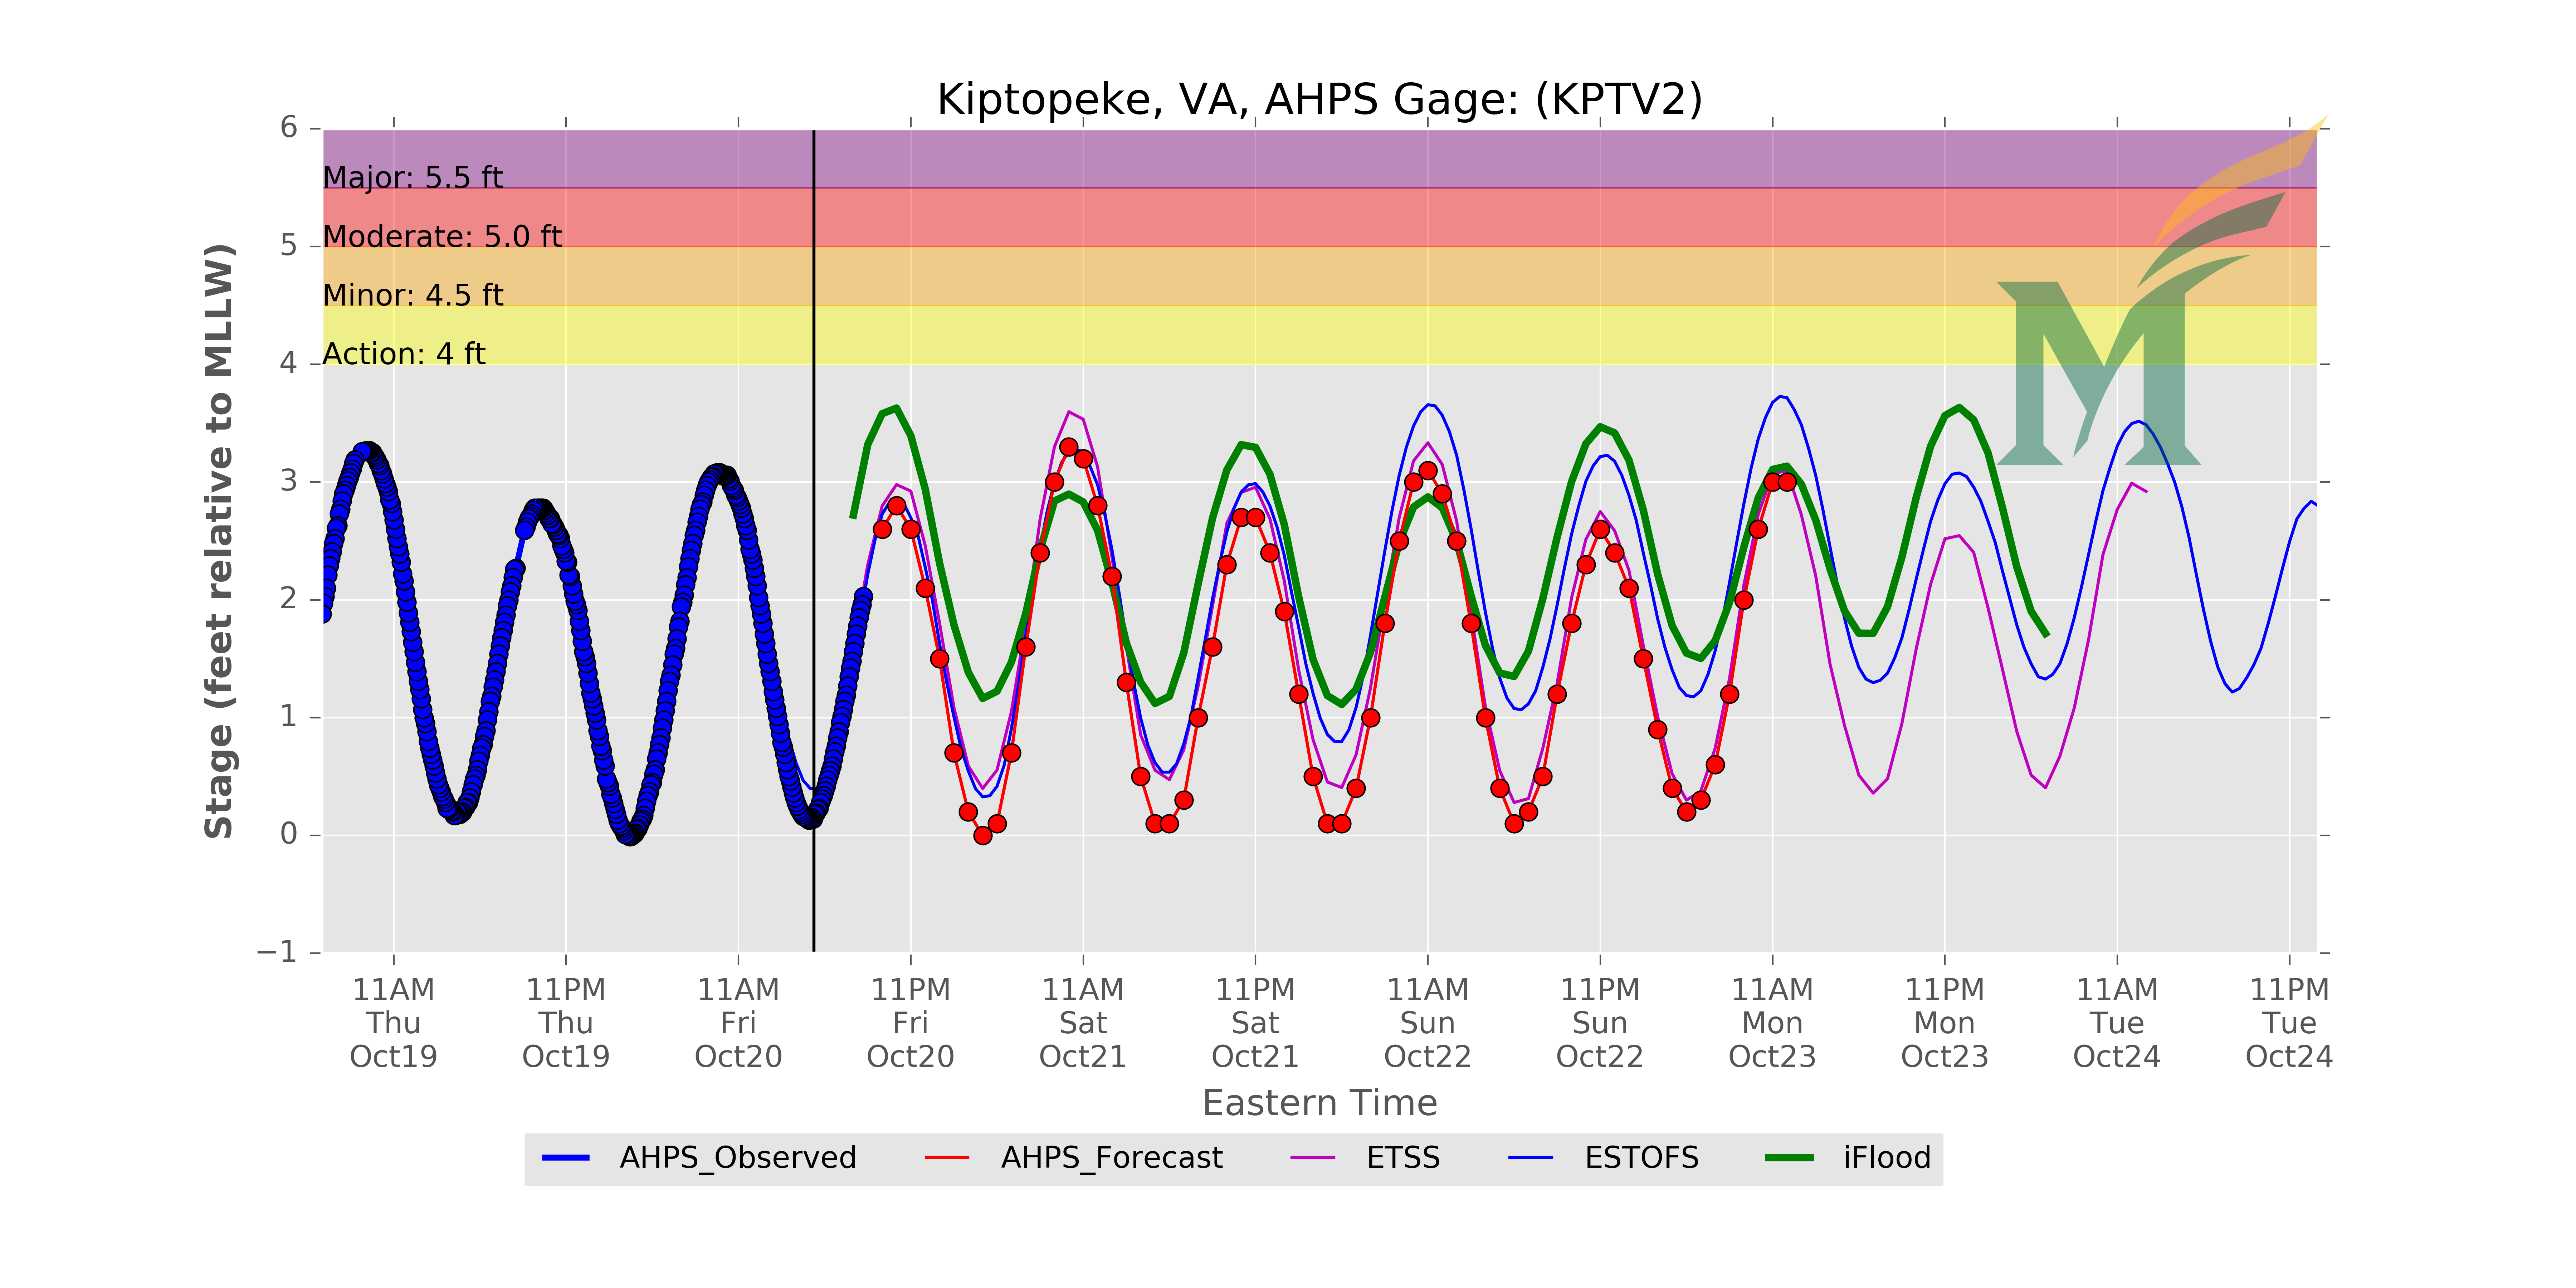 Kiptopeke, VA, AHPS Gage: (KPTV2)
Stage (feet relative to MLLW)
6
5
4
3
2
1
0
−1
Major: 5.5 ft
Moderate: 5.0 ft
Minor: 4.5 ft
Action: 4 ft
M
11AM 11PM 11AM 11PM 11AM 11PM 11AM 11PM 11AM 11PM 11AM 11PM
Thu Thu Fri Fri Sat Sat Sun Sun Mon Mon Tue Tue
Oct19 Oct19 Oct20 Oct20 Oct21 Oct21 Oct22 Oct22 Oct23 Oct23 Oct24 Oct24
Eastern Time
AHPS_Observed AHPS_Forecast ETSS ESTOFS iFlood